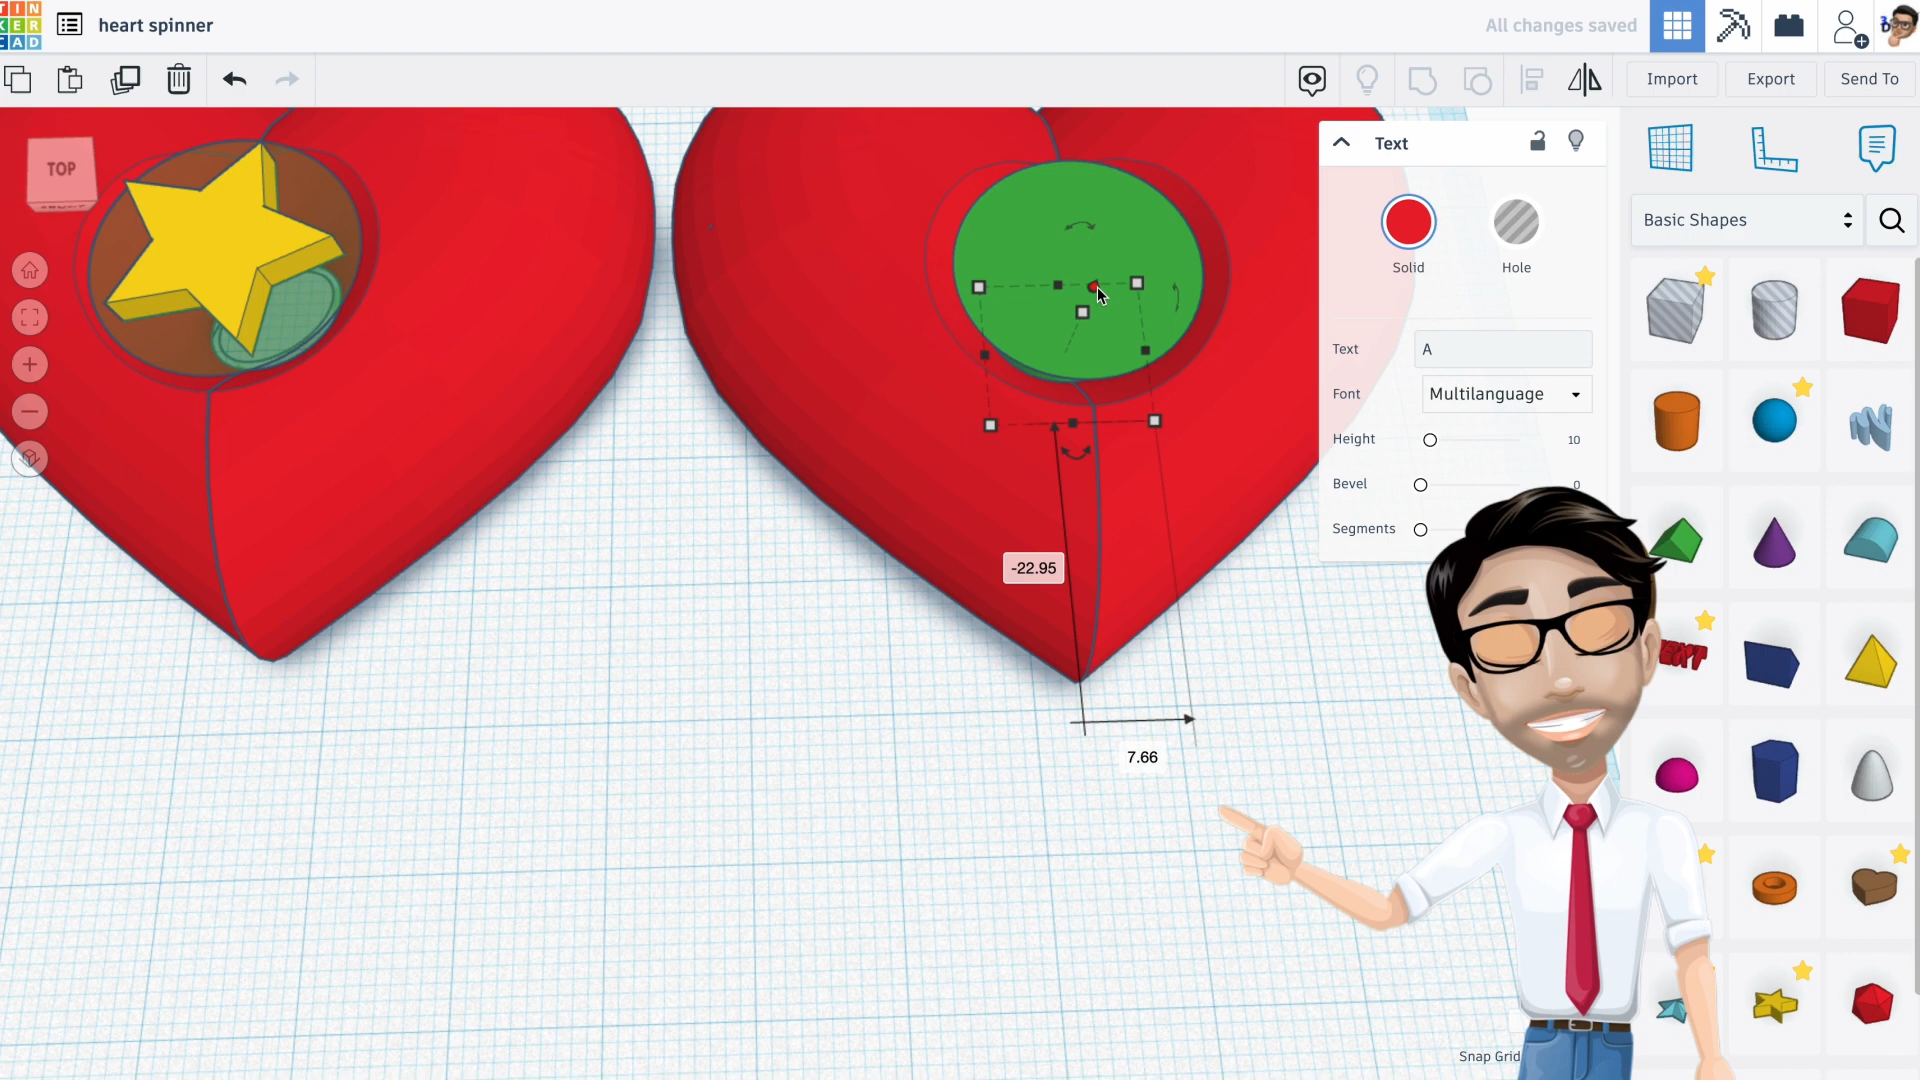 TIN
KER
CAD
heart spinner
All changes saved
Import
Export
Send To
TOP
Text
Solid
Hole
Text
A
Font
Multilanguage
Height
10
Bevel
0
Segments
Basic Shapes
TEXT
-22.95
7.66
Snap Grid